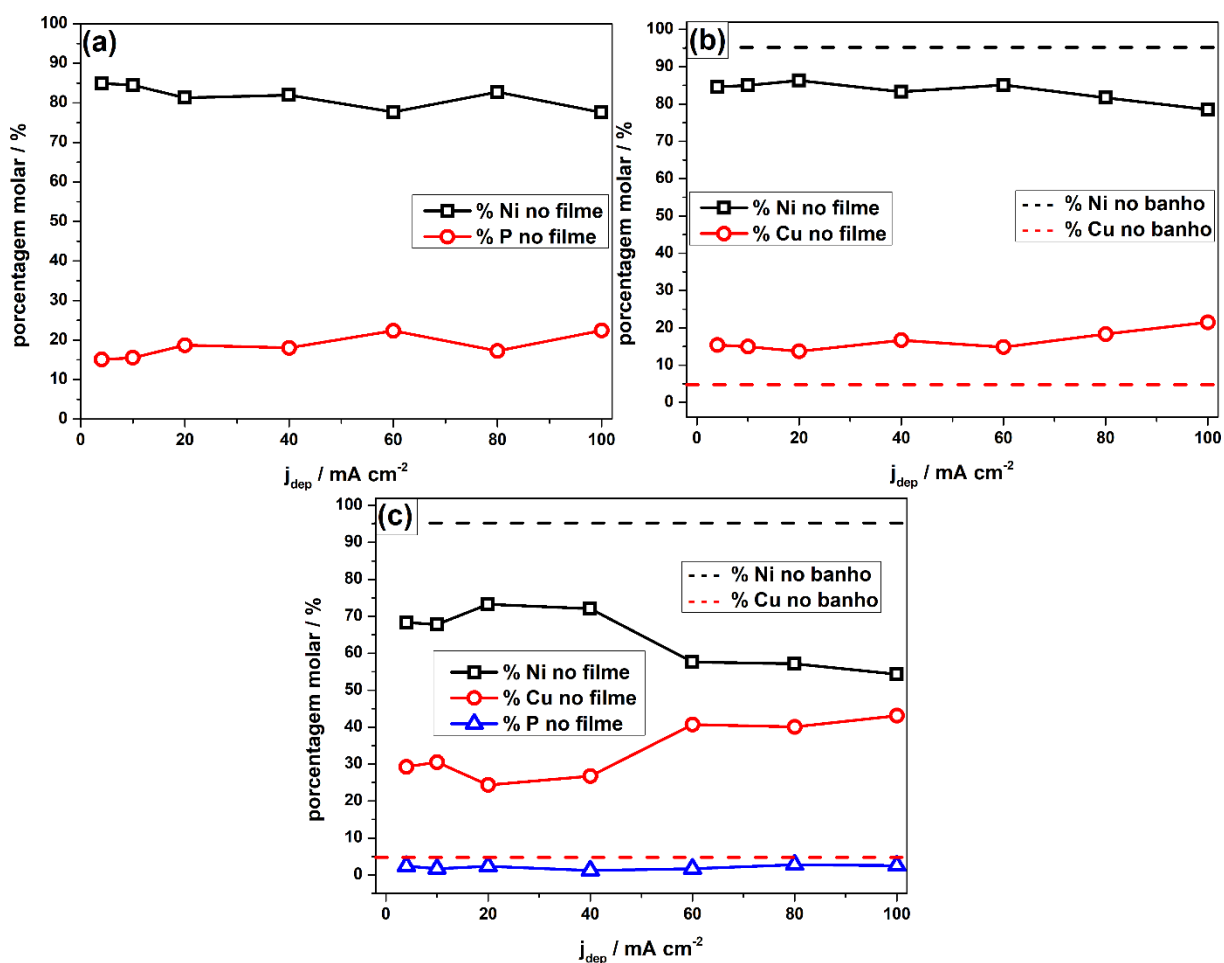 (a)
porcentagem molar / %
100
90
80
70
60
50
40
30
20
10
0
% Ni no filme
% P no filme
0 20 40 60 80 100
j_dep / mA cm⁻²
(b)
porcentagem molar / %
100
90
80
70
60
50
40
30
20
10
0
% Ni no filme
% Cu no filme
% Ni no banho
% Cu no banho
0 20 40 60 80 100
j_dep / mA cm⁻²
(c)
porcentagem molar / %
100
90
80
70
60
50
40
30
20
10
0
% Ni no banho
% Cu no banho
% Ni no filme
% Cu no filme
% P no filme
0 20 40 60 80 100
j_dep / mA cm⁻²